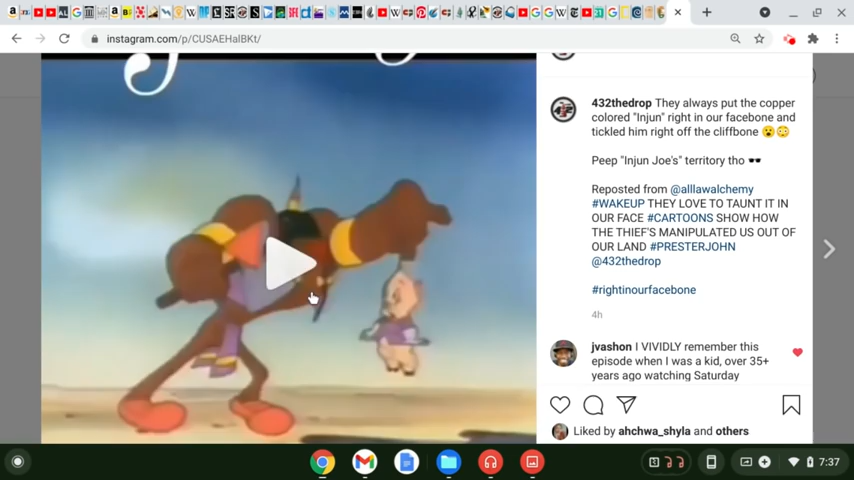 instagram.com/p/CUSAEHalBKt/
432thedrop They always put the copper
colored "Injun" right in our facebone and
tickled him right off the cliffbone 😮😳
Peep "Injun Joe's" territory tho 🕶️
Reposted from @alllawalchemy
#WAKEUP THEY LOVE TO TAUNT IT IN
OUR FACE #CARTOONS SHOW HOW
THE THIEF'S MANIPULATED US OUT OF
OUR LAND #PRESTERJOHN
@432thedrop
#rightinourfacebone
4h
jvashon I VIVIDLY remember this
episode when I was a kid, over 35+
years ago watching Saturday
Liked by ahchwa_shyla and others
7:37